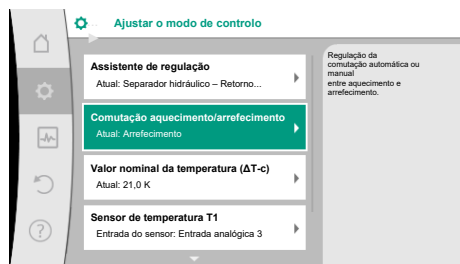 Ajustar o modo de controlo
Assistente de regulação
Atual: Separador hidráulico – Retorno...
Comutação aquecimento/arrefecimento
Atual: Arrefecimento
Valor nominal da temperatura (ΔT-c)
Atual: 21,0 K
Sensor de temperatura T1
Entrada do sensor: Entrada analógica 3
Regulação da
comutação automática ou
manual
entre aquecimento e
arrefecimento.
?